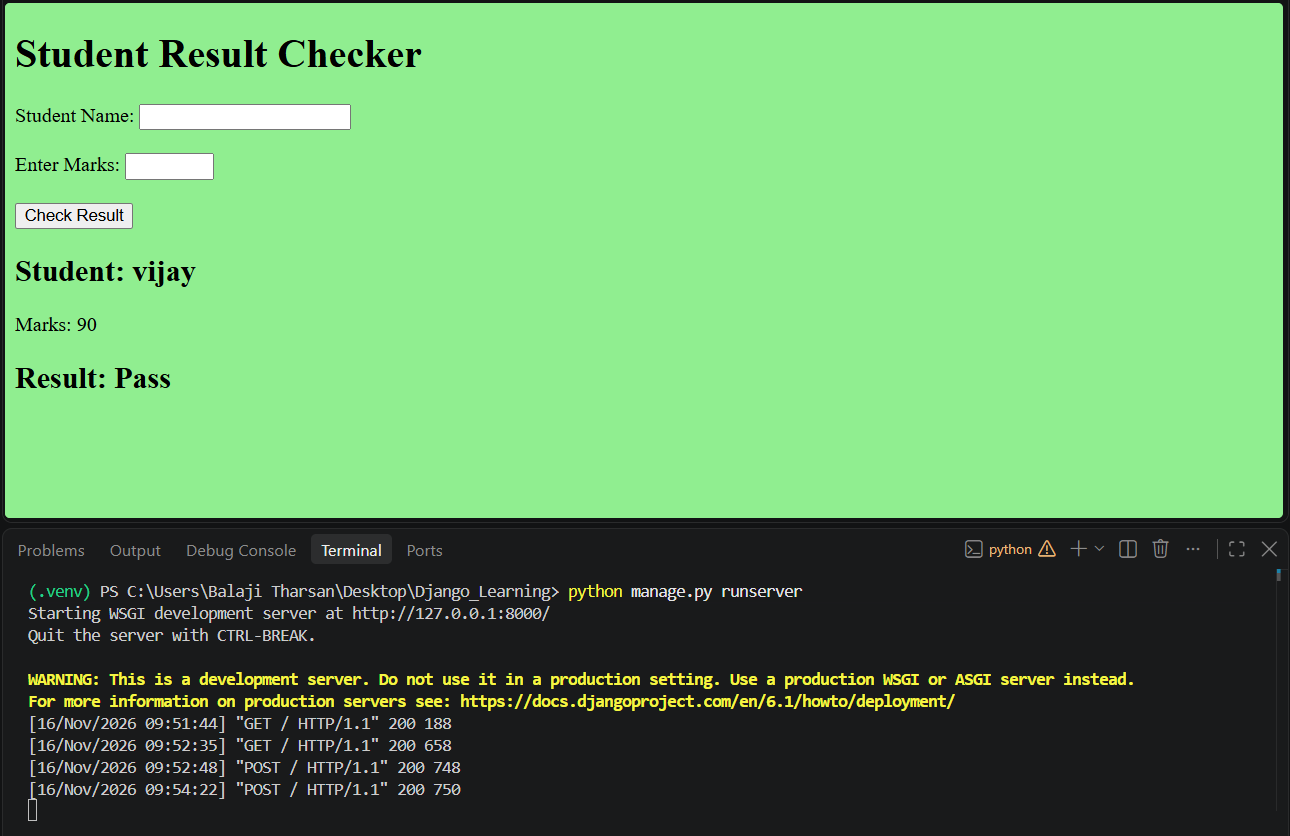 Student Result Checker
Student Name:
Enter Marks:
Check Result
Student: vijay
Marks: 90
Result: Pass
Problems Output Debug Console Terminal Ports python
(.venv) PS C:\Users\Balaji Tharsan\Desktop\Django_Learning> python manage.py runserver
Starting WSGI development server at http://127.0.0.1:8000/
Quit the server with CTRL-BREAK.
WARNING: This is a development server. Do not use it in a production setting. Use a production WSGI or ASGI server instead.
For more information on production servers see: https://docs.djangoproject.com/en/6.1/howto/deployment/
[16/Nov/2026 09:51:44] "GET / HTTP/1.1" 200 188
[16/Nov/2026 09:52:35] "GET / HTTP/1.1" 200 658
[16/Nov/2026 09:52:48] "POST / HTTP/1.1" 200 748
[16/Nov/2026 09:54:22] "POST / HTTP/1.1" 200 750